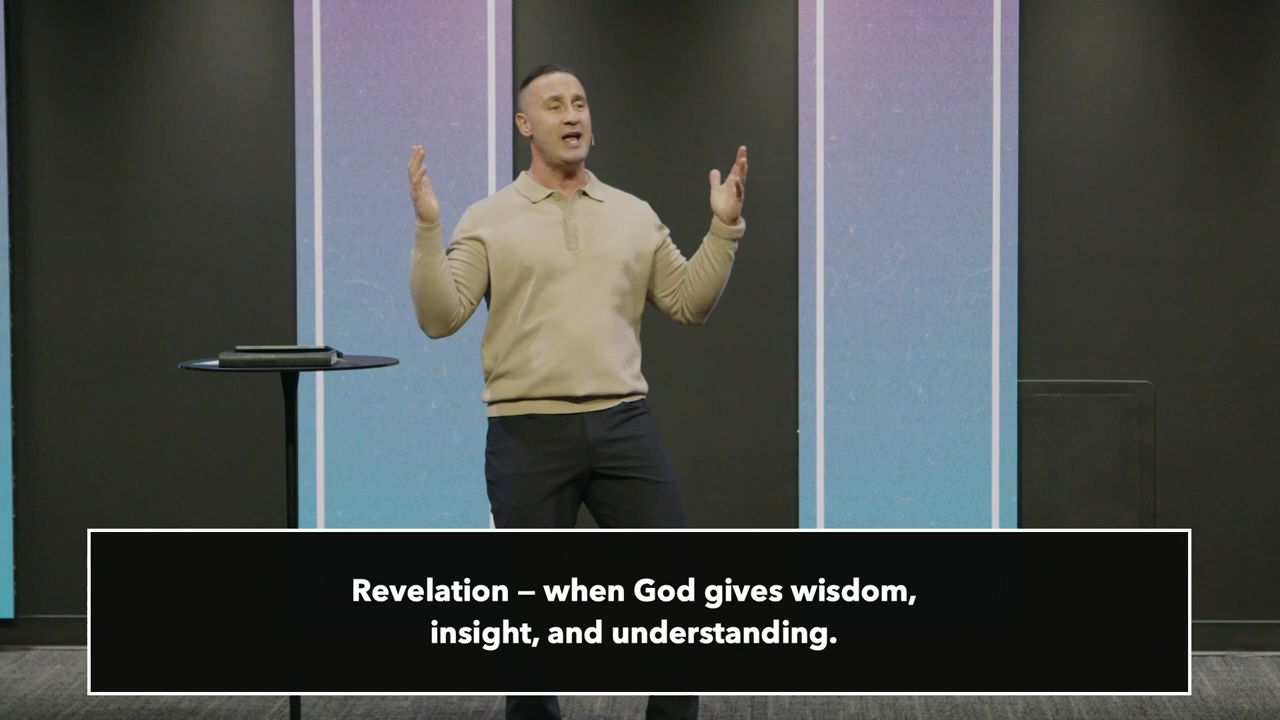 Revelation – when God gives wisdom,
insight, and understanding.